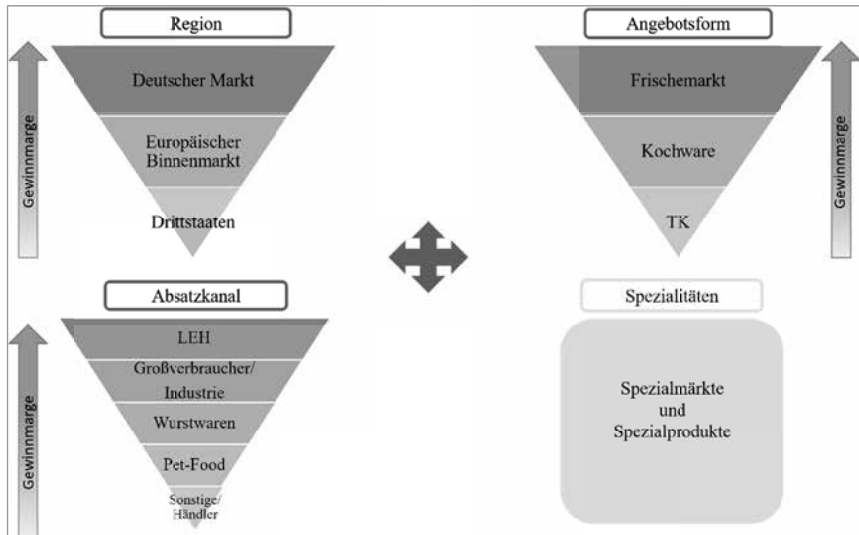 Region
Gewinnmarge
Deutscher Markt
Europäischer
Binnenmarkt
Drittstaaten
Angebotsform
Frischemarkt
Kochware
TK
Gewinnmarge
Absatzkanal
Gewinnmarge
LEH
Großverbraucher/
Industrie
Wurstwaren
Pet-Food
Sonstige/
Händler
Spezialitäten
Spezialmärkte
und
Spezialprodukte